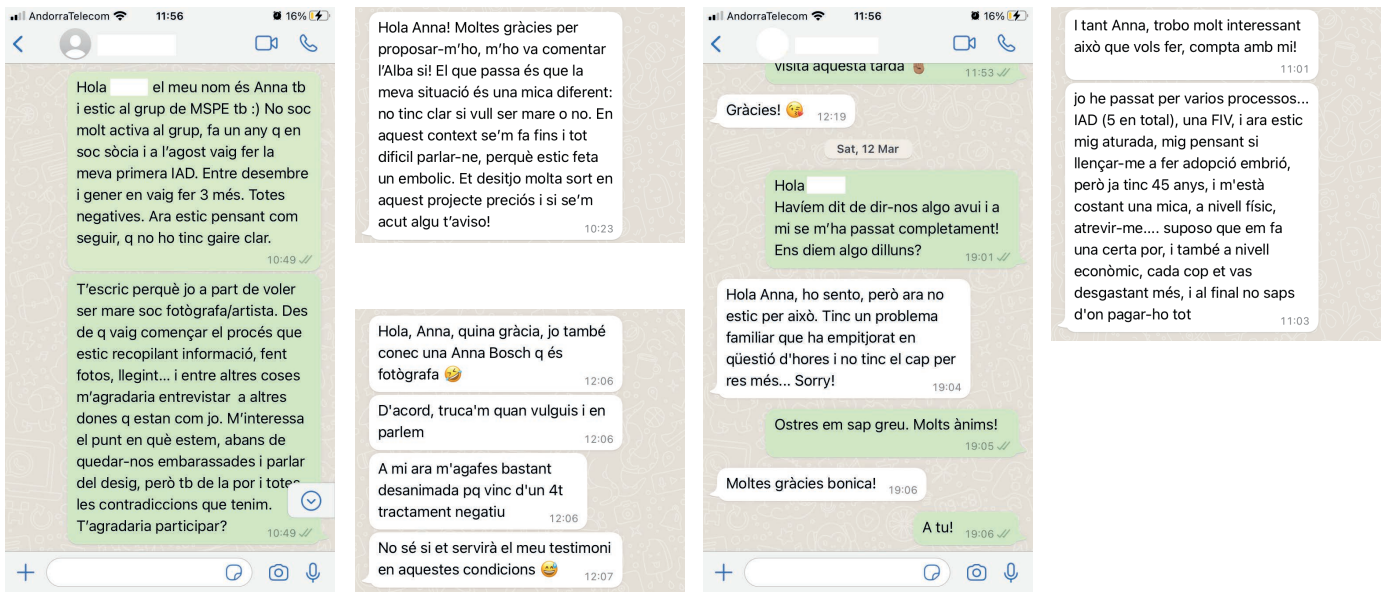 AndorraTelecom
11:56
16%
Hola el meu nom és Anna tb
i estic al grup de MSPE tb :) No soc
molt activa al grup, fa un any q en
soc sòcia i a l'agost vaig fer la
meva primera IAD. Entre desembre
i gener en vaig fer 3 més. Totes
negatives. Ara estic pensant com
seguir, q no ho tinc gaire clar.
10:49
T'escric perquè jo a part de voler
ser mare soc fotògrafa/artista. Des
de q vaig començar el procés que
estic recopilant informació, fent
fotos, llegint... i entre altres coses
m'agradaria entrevistar a altres
dones q estan com jo. M'interessa
el punt en què estem, abans de
quedar-nos embarassades i parlar
del desig, però tb de la por i totes
les contradiccions que tenim.
T'agradaria participar?
10:49
Hola Anna! Moltes gràcies per
proposar-m'ho, m'ho va comentar
l'Alba si! El que passa és que la
meva situació és una mica diferent:
no tinc clar si vull ser mare o no. En
aquest context se'm fa fins i tot
dificil parlar-ne, perquè estic feta
un embolic. Et desitjo molta sort en
aquest projecte preciós i si se'm
acut algu t'aviso!
10:23
Hola, Anna, quina gràcia, jo també
conec una Anna Bosch q és
fotògrafa 🤣
12:06
D'acord, truca'm quan vulguis i en
parlem
12:06
A mi ara m'agafes bastant
desanimada pq vinc d'un 4t
tractament negatiu
12:06
No sé si et servirà el meu testimoni
en aquestes condicions 😅
12:07
AndorraTelecom
11:56
16%
visita aquesta tarda
11:53
Gràcies! 😘
12:19
Sat, 12 Mar
Hola
Havíem dit de dir-nos algo avui i a
mi se m'ha passat completament!
Ens diem algo dilluns?
19:01
Hola Anna, ho sento, però ara no
estic per això. Tinc un problema
familiar que ha empitjorat en
qüestió d'hores i no tinc el cap per
res més... Sorry!
19:04
Ostres em sap greu. Molts ànims!
19:05
Moltes gràcies bonica!
19:06
A tu!
19:06
I tant Anna, trobo molt interessant
això que vols fer, compta amb mi!
11:01
jo he passat per varios processos...
IAD (5 en total), una FIV, i ara estic
mig aturada, mig pensant si
llençar-me a fer adopció embrió,
però ja tinc 45 anys, i m'està
costant una mica, a nivell físic,
atrevir-me.... suposo que em fa
una certa por, i també a nivell
econòmic, cada cop et vas
desgastant més, i al final no saps
d'on pagar-ho tot
11:03